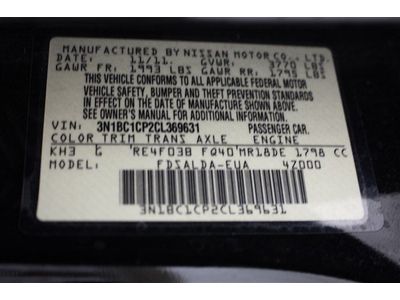 MANUFACTURED BY NISSAN MOTOR CO., LTD.
DATE: 11/11. GVWR: 3770 LBS
GAWR FR. 1993 LBS GAWR RR: 1795 LBS
THIS VEHICLE CONFORMS TO ALL APPLICABLE FEDERAL MOTOR
VEHICLE SAFETY, BUMPER AND THEFT PREVENTION STANDARDS
IN EFFECT ON THE DATE OF MANUFACTURE SHOWN ABOVE.
SEE OWNER'S MANUAL FOR ADDITIONAL INFORMATION.
VIN: 3N1BC1CP2CL369631 PASSENGER CAR.
COLOR TRIM TRANS AXLE ENGINE
KH3 G RE4F03B FQ40 MR18DE 1798 CC
MODEL FDSALDA-EUA 4Z000
3N1BC1CP2CL369631